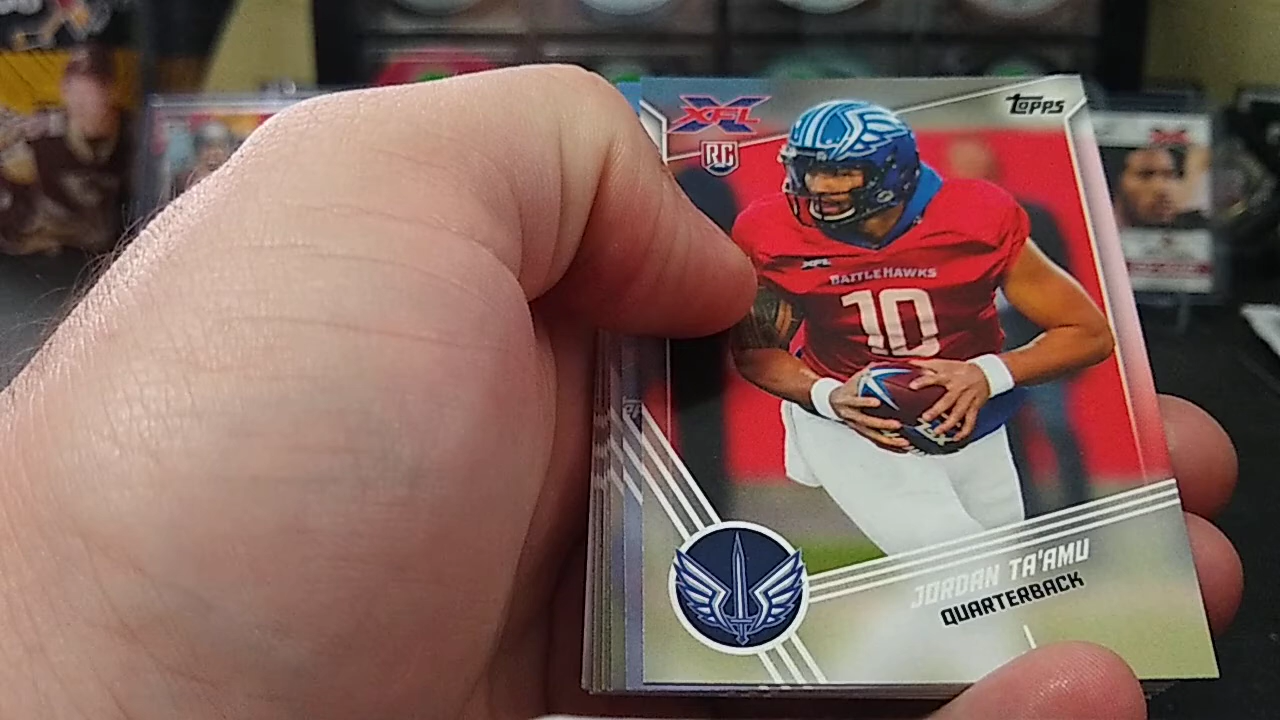 XFL
TOPPS
RC
XFL
BATTLEHAWKS
10
JORDAN TA'AMU
QUARTERBACK